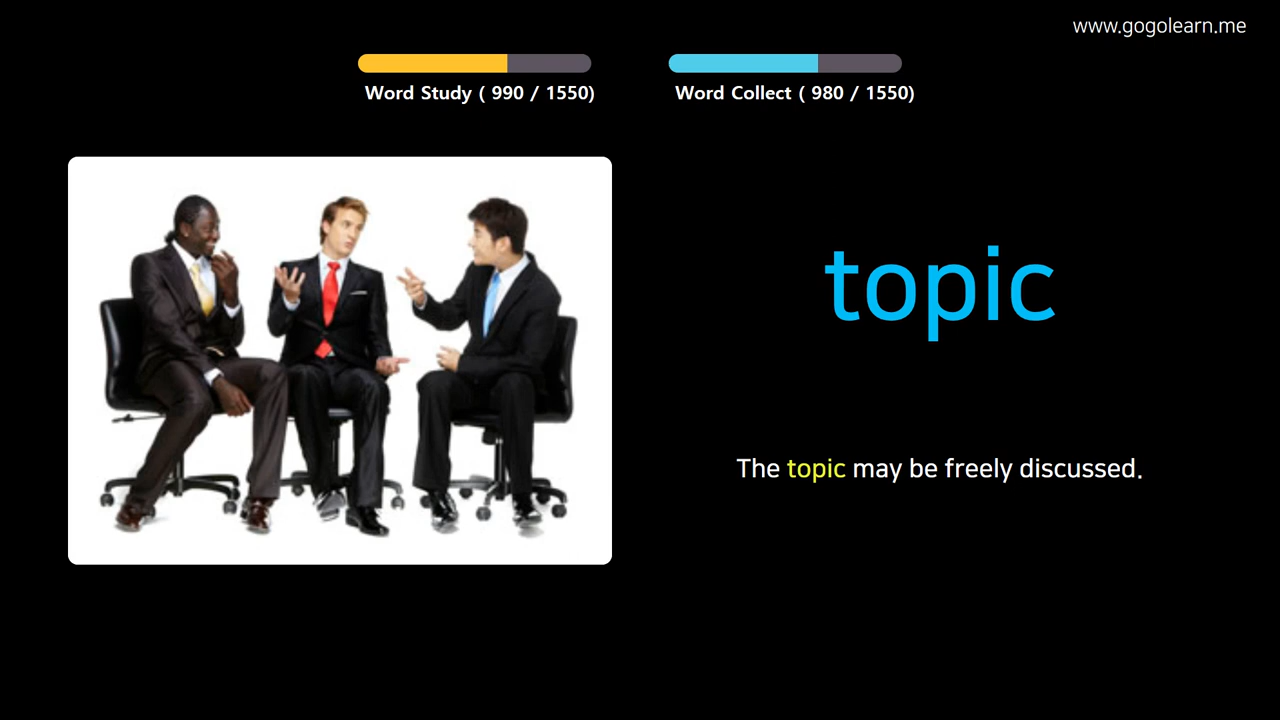 www.gogolearn.me
Word Study ( 990 / 1550)
Word Collect ( 980 / 1550)
topic
The topic may be freely discussed.